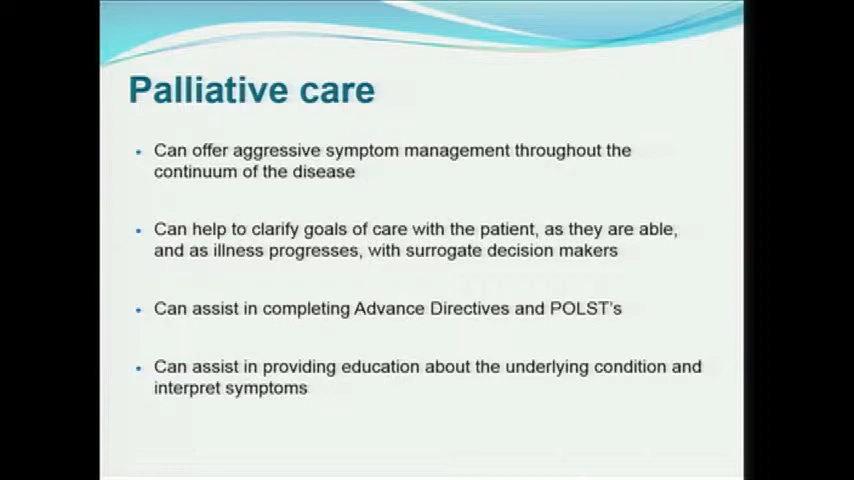 Palliative care
• Can offer aggressive symptom management throughout the
continuum of the disease
• Can help to clarify goals of care with the patient, as they are able,
and as illness progresses, with surrogate decision makers
• Can assist in completing Advance Directives and POLST's
• Can assist in providing education about the underlying condition and
interpret symptoms